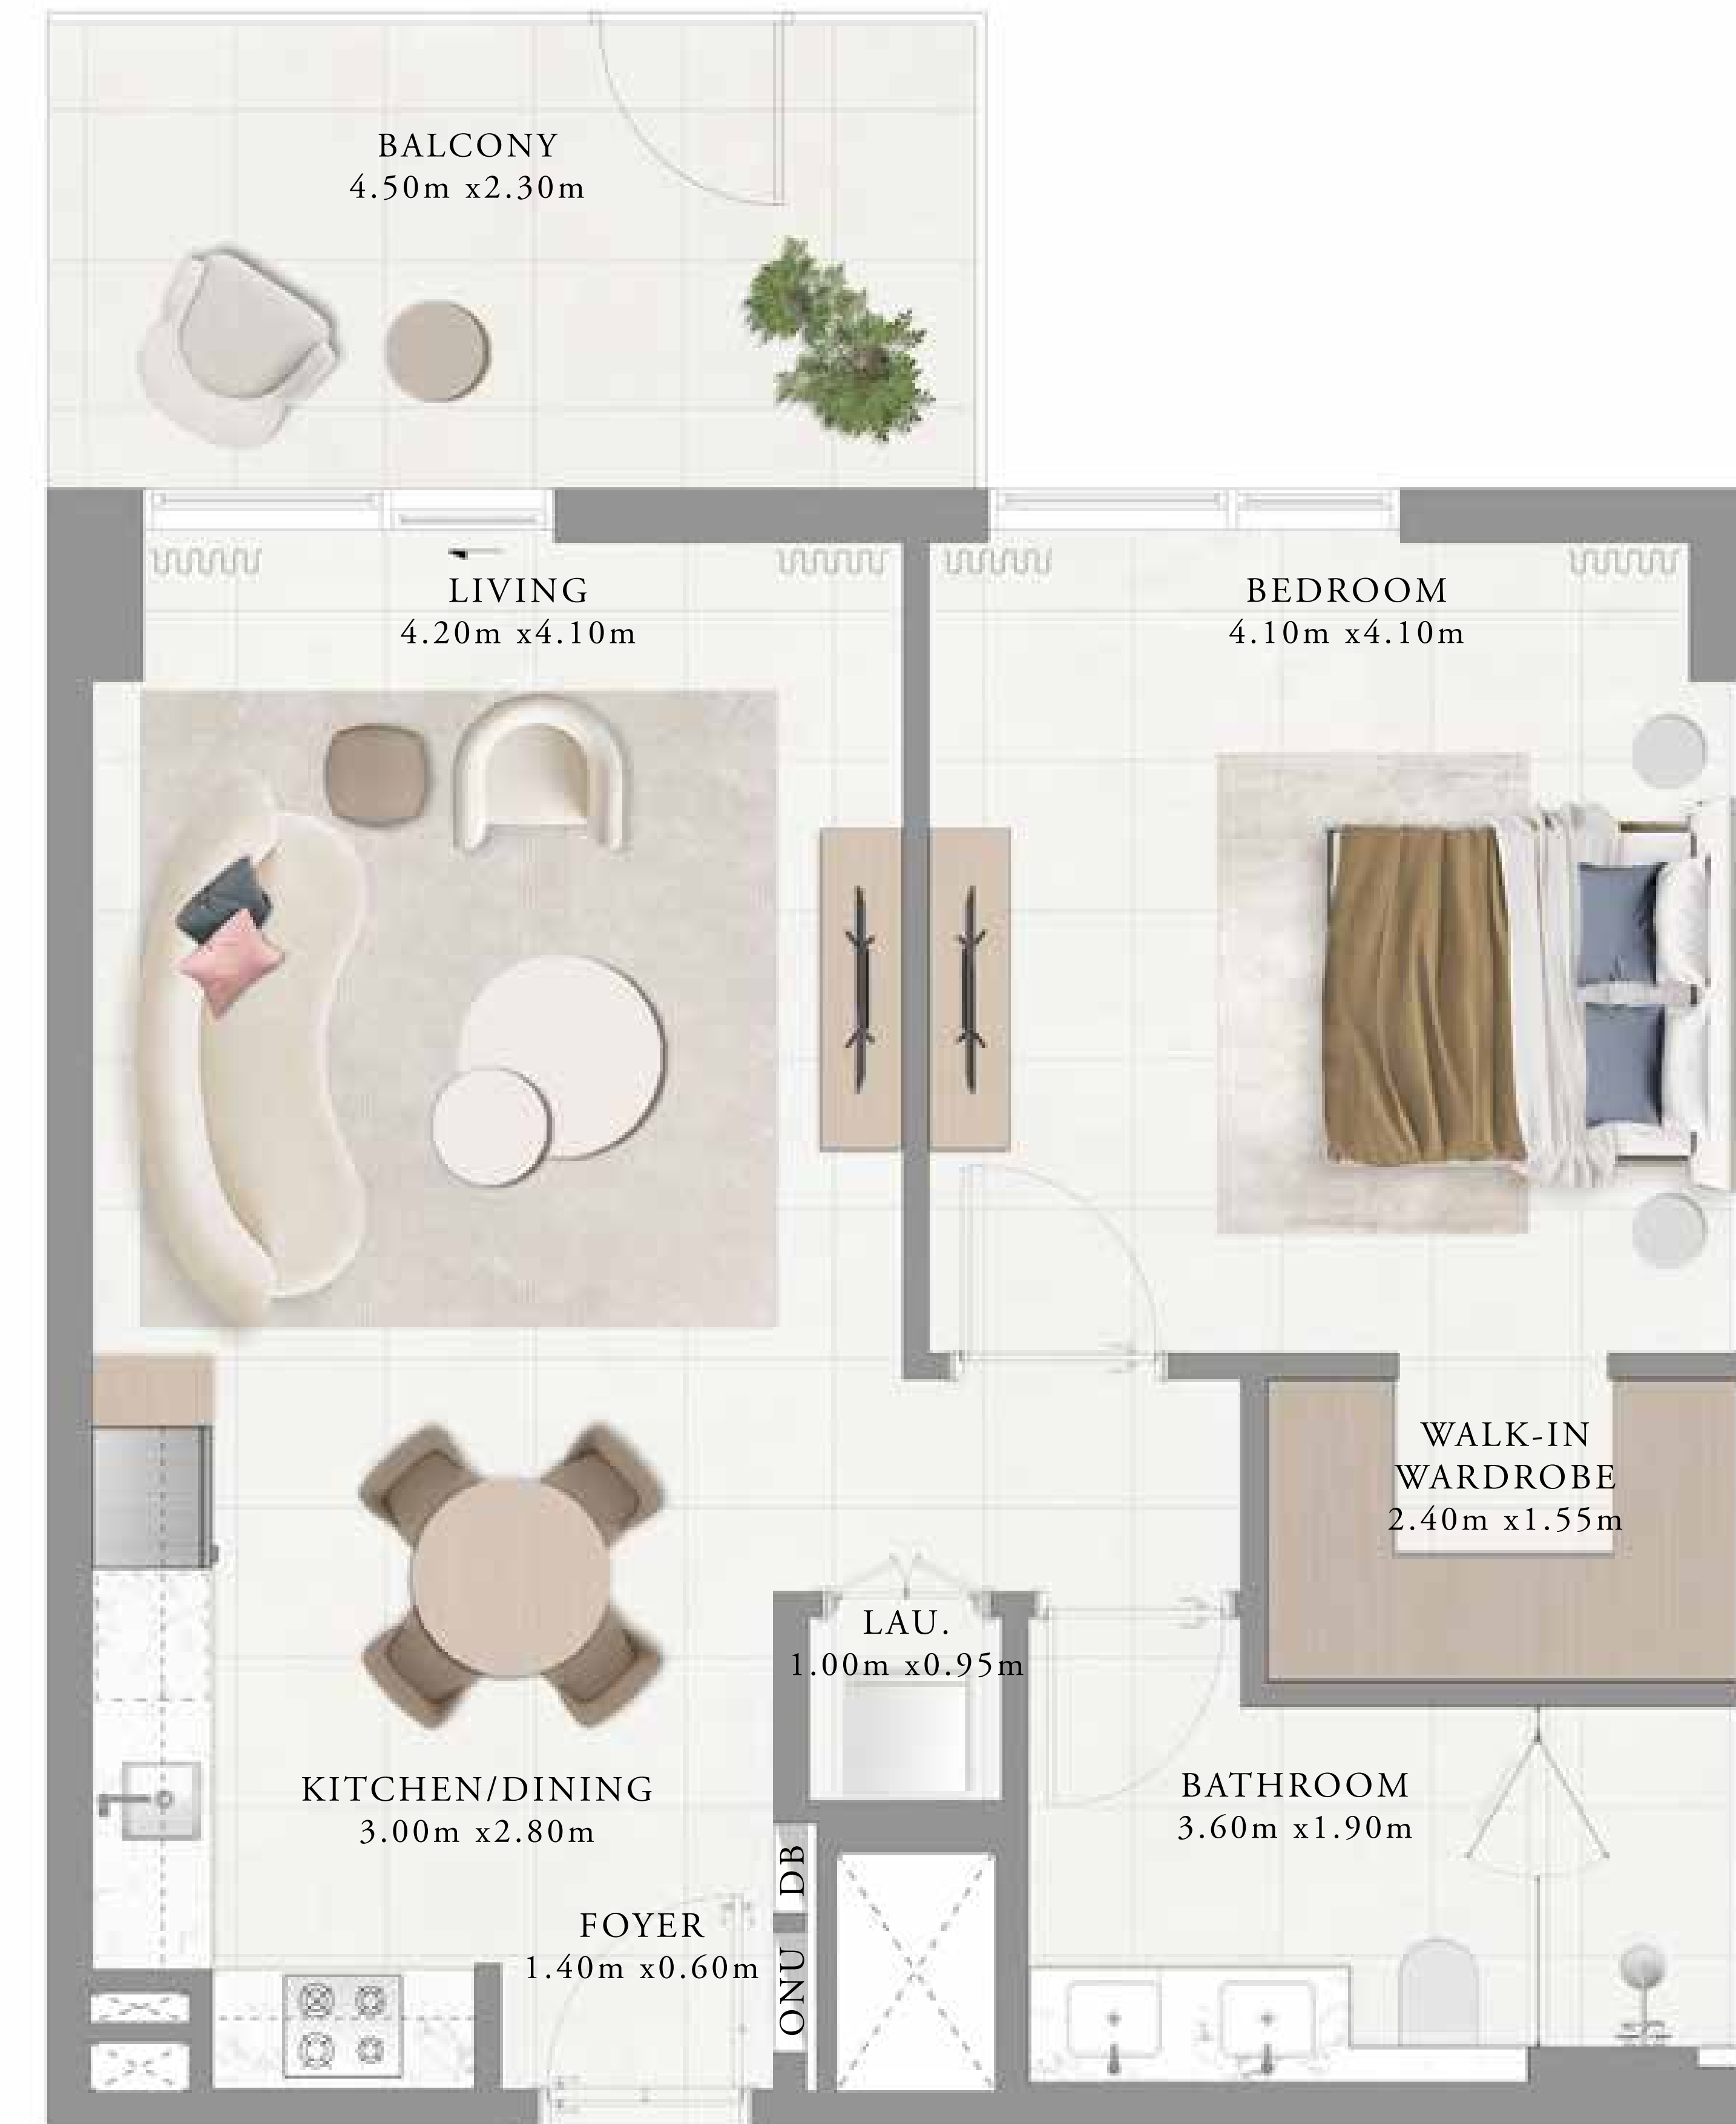 BALCONY
4.50m x2.30m
LIVING
4.20m x4.10m
BEDROOM
4.10m x4.10m
WALK-IN
WARDROBE
2.40m x1.55m
LAU.
1.00m x0.95m
KITCHEN/DINING
3.00m x2.80m
BATHROOM
3.60m x1.90m
DB
FOYER
1.40m x0.60m
ONU